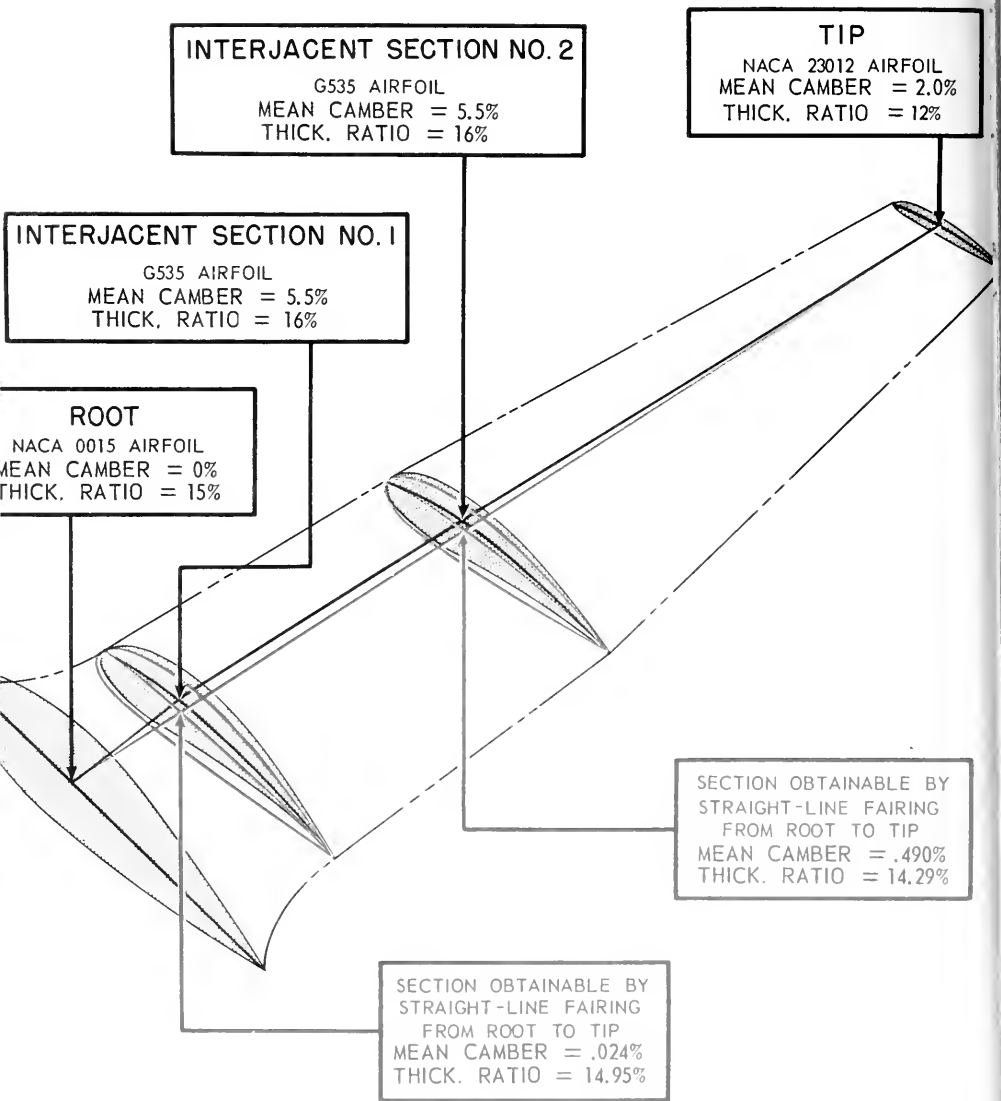 INTERJACENT SECTION NO. 2
G535 AIRFOIL
MEAN CAMBER = 5.5%
THICK. RATIO = 16%
TIP
NACA 23012 AIRFOIL
MEAN CAMBER = 2.0%
THICK. RATIO = 12%
INTERJACENT SECTION NO. 1
G535 AIRFOIL
MEAN CAMBER = 5.5%
THICK. RATIO = 16%
ROOT
NACA 0015 AIRFOIL
MEAN CAMBER = 0%
THICK. RATIO = 15%
SECTION OBTAINABLE BY
STRAIGHT-LINE FAIRING
FROM ROOT TO TIP
MEAN CAMBER = .490%
THICK. RATIO = 14.29%
SECTION OBTAINABLE BY
STRAIGHT-LINE FAIRING
FROM ROOT TO TIP
MEAN CAMBER = .024%
THICK. RATIO = 14.95%